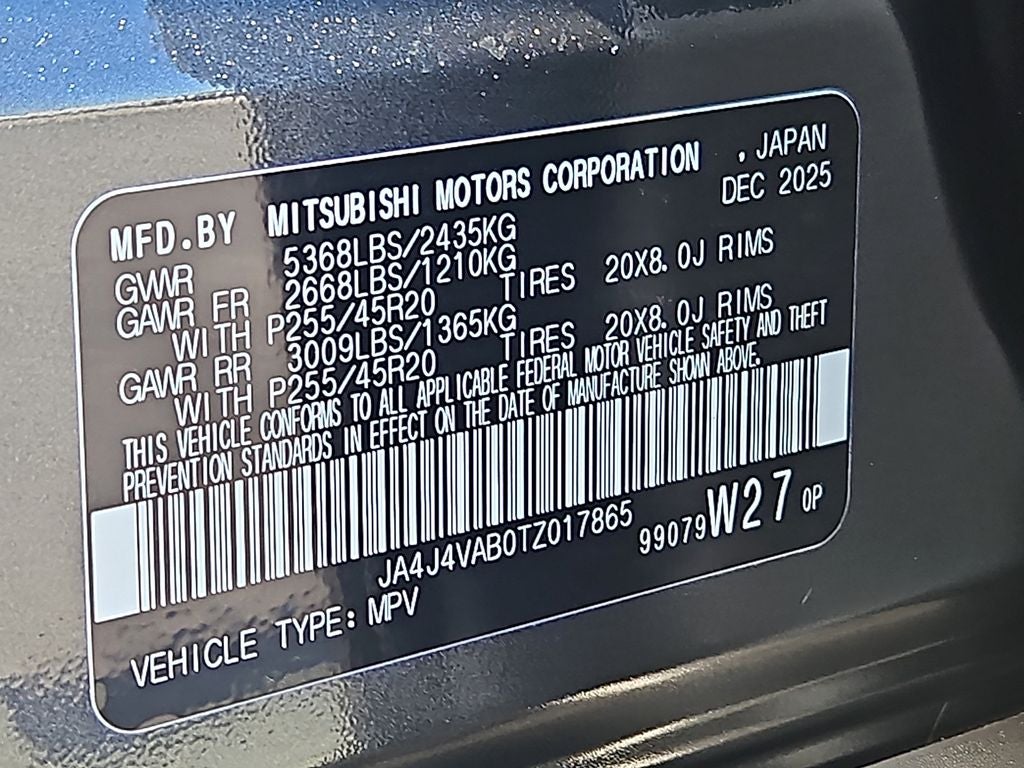 MFD.BY MITSUBISHI MOTORS CORPORATION , JAPAN
DEC 2025
GVWR 5368LBS/2435KG
GAWR FR 2668LBS/1210KG
WITH P255/45R20 TIRES 20X8.0J RIMS
GAWR RR 3009LBS/1365KG
WITH P255/45R20 TIRES 20X8.0J RIMS
THIS VEHICLE CONFORMS TO ALL APPLICABLE FEDERAL MOTOR VEHICLE SAFETY AND THEFT
PREVENTION STANDARDS IN EFFECT ON THE DATE OF MANUFACTURE SHOWN ABOVE.
JA4J4VAB0TZ017865 99079W27 0P
VEHICLE TYPE: MPV